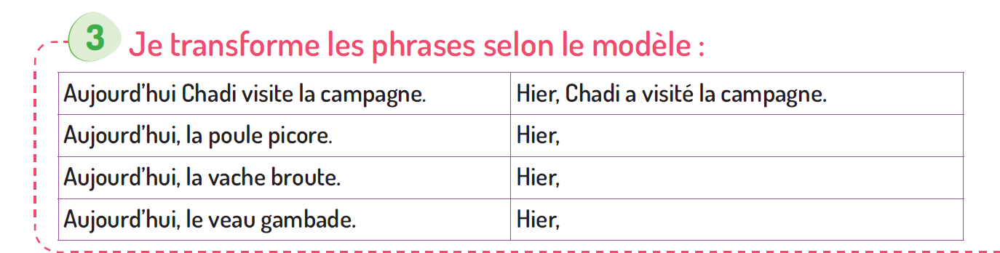 3 Je transforme les phrases selon le modèle :
Aujourd'hui Chadi visite la campagne. Hier, Chadi a visité la campagne.
Aujourd'hui, la poule picore. Hier,
Aujourd'hui, la vache broute. Hier,
Aujourd'hui, le veau gambade. Hier,